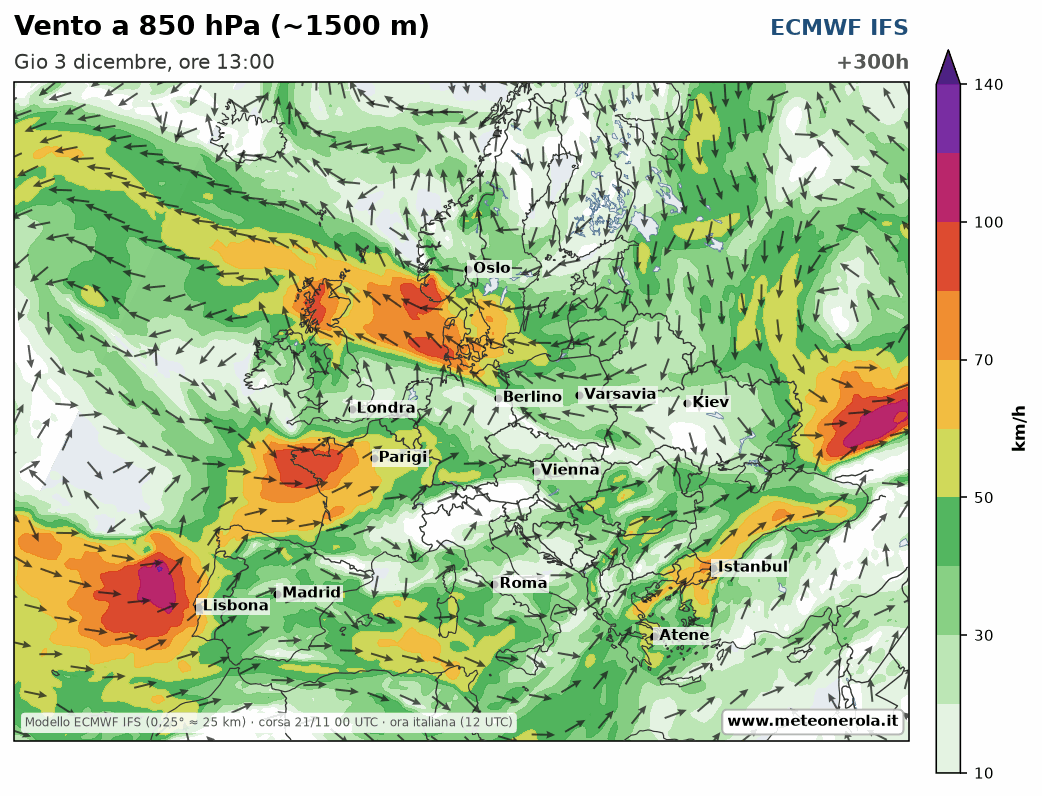 Vento a 850 hPa (~1500 m)
ECMWF IFS
Gio 3 dicembre, ore 13:00
+300h
140
100
70
50
30
10
km/h
Oslo
Berlino
Varsavia
Kiev
Londra
Parigi
Vienna
Istanbul
Roma
Madrid
Lisbona
Atene
Modello ECMWF IFS (0,25° ≈ 25 km) · corsa 21/11 00 UTC · ora italiana (12 UTC)
www.meteonerola.it